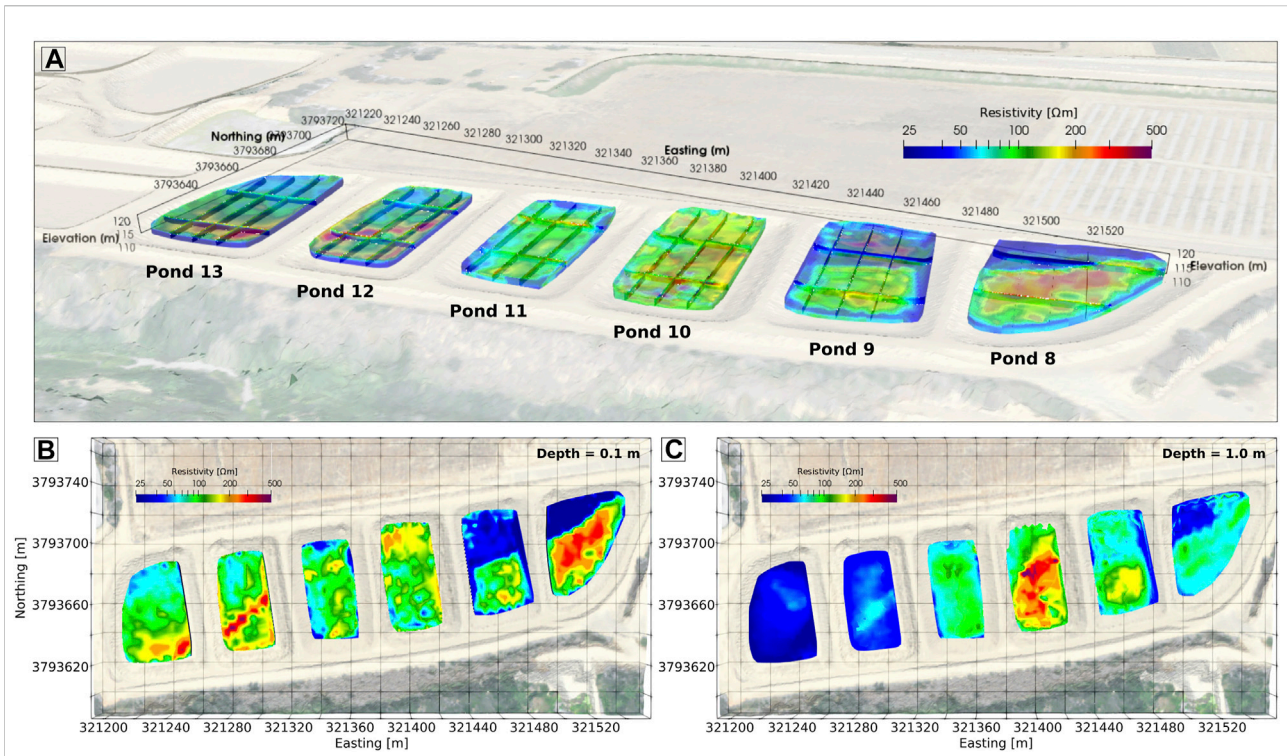 A
Resistivity [Ωm]
25 50 100 200 500
Northing (m)
3793720
3793700
3793680
3793660
3793640
321220
321240
321260
321280
321300
321320
321340
321360
321380
321400
321420
321440
321460
321480
321500
321520
Easting (m)
120
115
110
Elevation (m)
120
115
110
Elevation (m)
Pond 13
Pond 12
Pond 11
Pond 10
Pond 9
Pond 8
B
Depth = 0.1 m
Resistivity [Ωm]
25 50 100 200 500
3793740
3793700
3793660
3793620
Northing [m]
321200 321240 321280 321320 321360 321400 321440 321480 321520
Easting [m]
C
Depth = 1.0 m
Resistivity [Ωm]
25 50 100 200 500
3793740
3793700
3793660
3793620
321200 321240 321280 321320 321360 321400 321440 321480 321520
Easting [m]